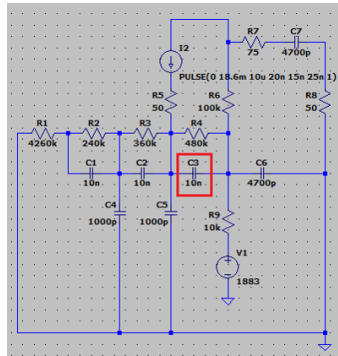 R7
C7
75
4700p
I2
PULSE(0 18.6m 10u 20n 15n 25n 1)
R5
50
R6
100k
R8
50
R1
4260k
R2
240k
R3
360k
R4
480k
C1
10n
C2
10n
C3
10n
C6
4700p
C4
1000p
C5
1000p
R9
10k
V1
1883